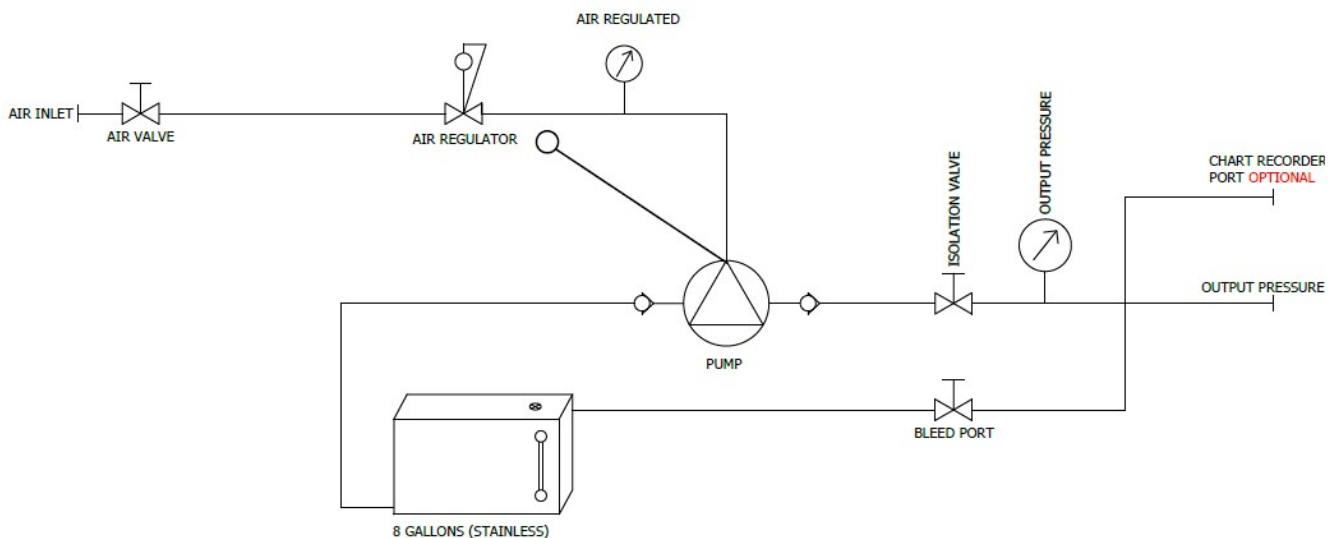 AIR REGULATED
AIR INLET
AIR VALVE
AIR REGULATOR
ISOLATION VALVE
OUTPUT PRESSURE
CHART RECORDER
PORT OPTIONAL
OUTPUT PRESSURE
PUMP
BLEED PORT
8 GALLONS (STAINLESS)